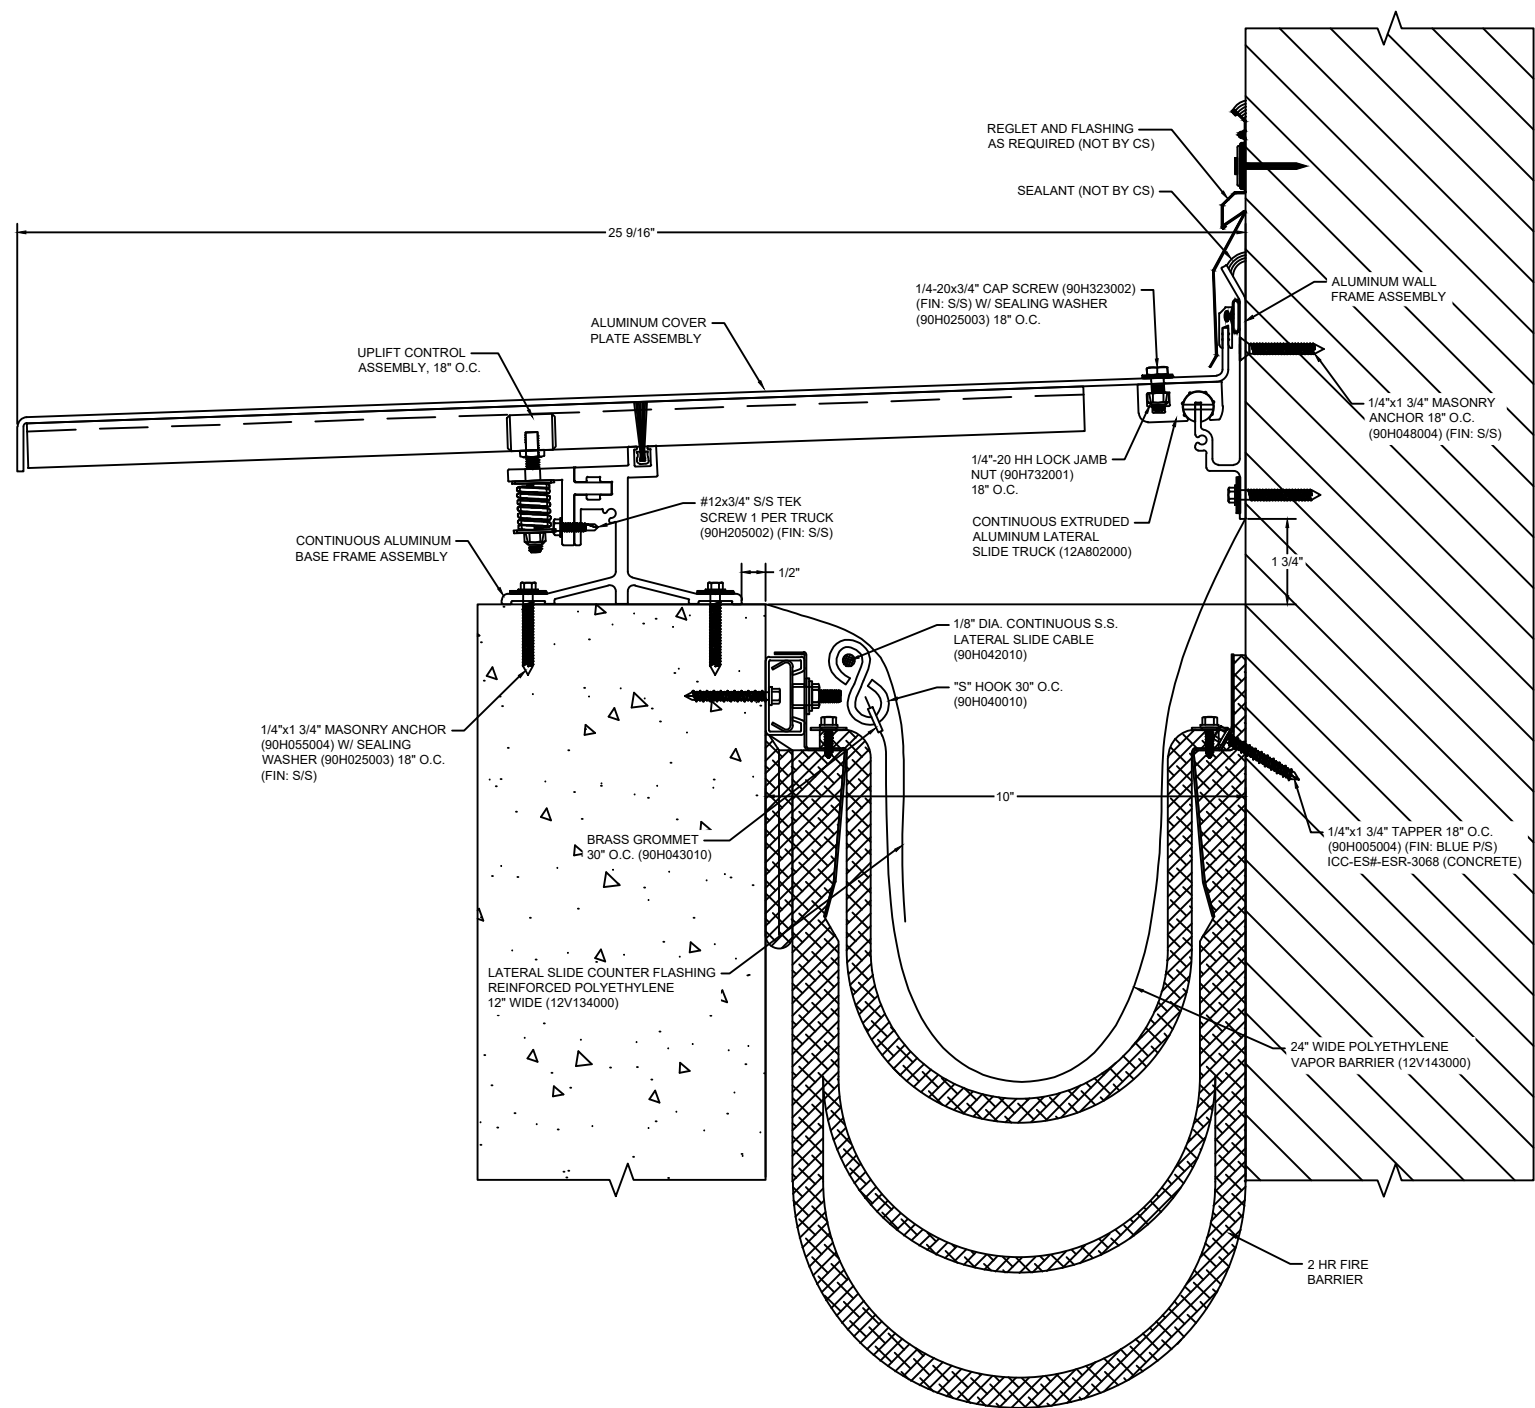 REGLET AND FLASHING
AS REQUIRED (NOT BY CS)
SEALANT (NOT BY CS)
25 9/16"
1/4-20x3/4" CAP SCREW (90H323002)
(FIN: S/S) W/ SEALING WASHER
(90H025003) 18" O.C.
ALUMINUM WALL
FRAME ASSEMBLY
ALUMINUM COVER
PLATE ASSEMBLY
UPLIFT CONTROL
ASSEMBLY, 18" O.C.
1/4"x1 3/4" MASONRY
ANCHOR 18" O.C.
(90H048004) (FIN: S/S)
1/4"-20 HH LOCK JAMB
NUT (90H732001)
18" O.C.
#12x3/4" S/S TEK
SCREW 1 PER TRUCK
(90H205002) (FIN: S/S)
CONTINUOUS EXTRUDED
ALUMINUM LATERAL
SLIDE TRUCK (12A802000)
CONTINUOUS ALUMINUM
BASE FRAME ASSEMBLY
1/2"
1 3/4"
1/8" DIA. CONTINUOUS S.S.
LATERAL SLIDE CABLE
(90H042010)
"S" HOOK 30" O.C.
(90H040010)
1/4"x1 3/4" MASONRY ANCHOR
(90H055004) W/ SEALING
WASHER (90H025003) 18" O.C.
(FIN: S/S)
10"
BRASS GROMMET
30" O.C. (90H043010)
1/4"x1 3/4" TAPPER 18" O.C.
(90H005004) (FIN: BLUE P/S)
ICC-ES#-ESR-3068 (CONCRETE)
LATERAL SLIDE COUNTER FLASHING
REINFORCED POLYETHYLENE
12" WIDE (12V134000)
24" WIDE POLYETHYLENE
VAPOR BARRIER (12V143000)
2 HR FIRE
BARRIER